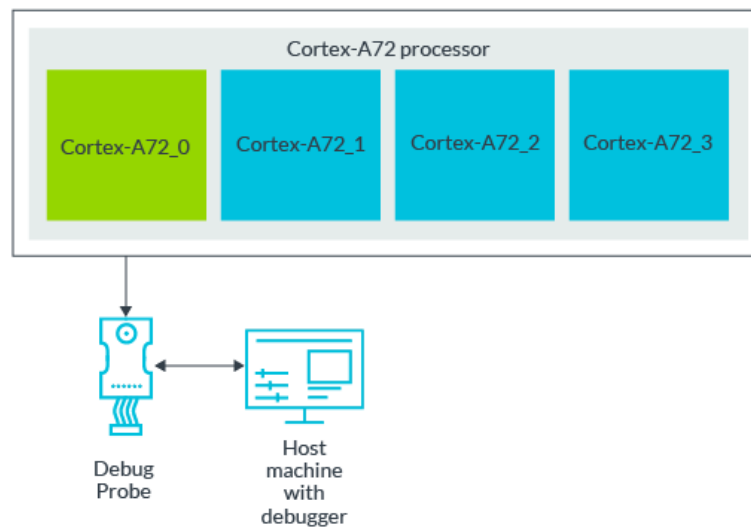 Cortex-A72 processor
Cortex-A72_0
Cortex-A72_1
Cortex-A72_2
Cortex-A72_3
Debug
Probe
Host
machine
with
debugger